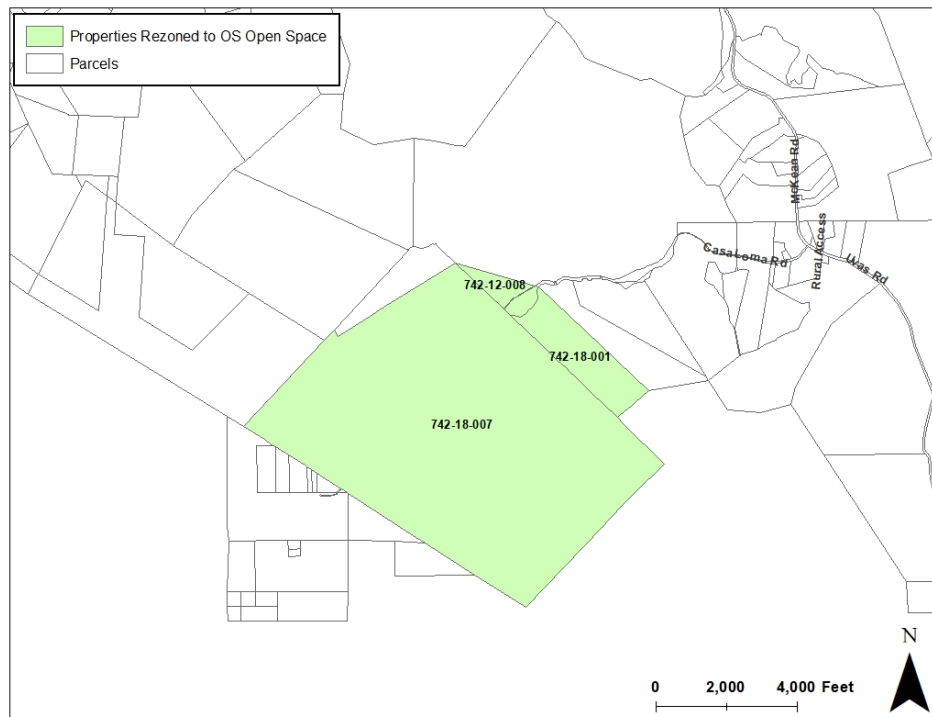 Properties Rezoned to OS Open Space
Parcels
McKean Rd
Casa Loma Rd
Rural Access
Uvas Rd
742-12-008
742-18-001
742-18-007
N
0 2,000 4,000 Feet